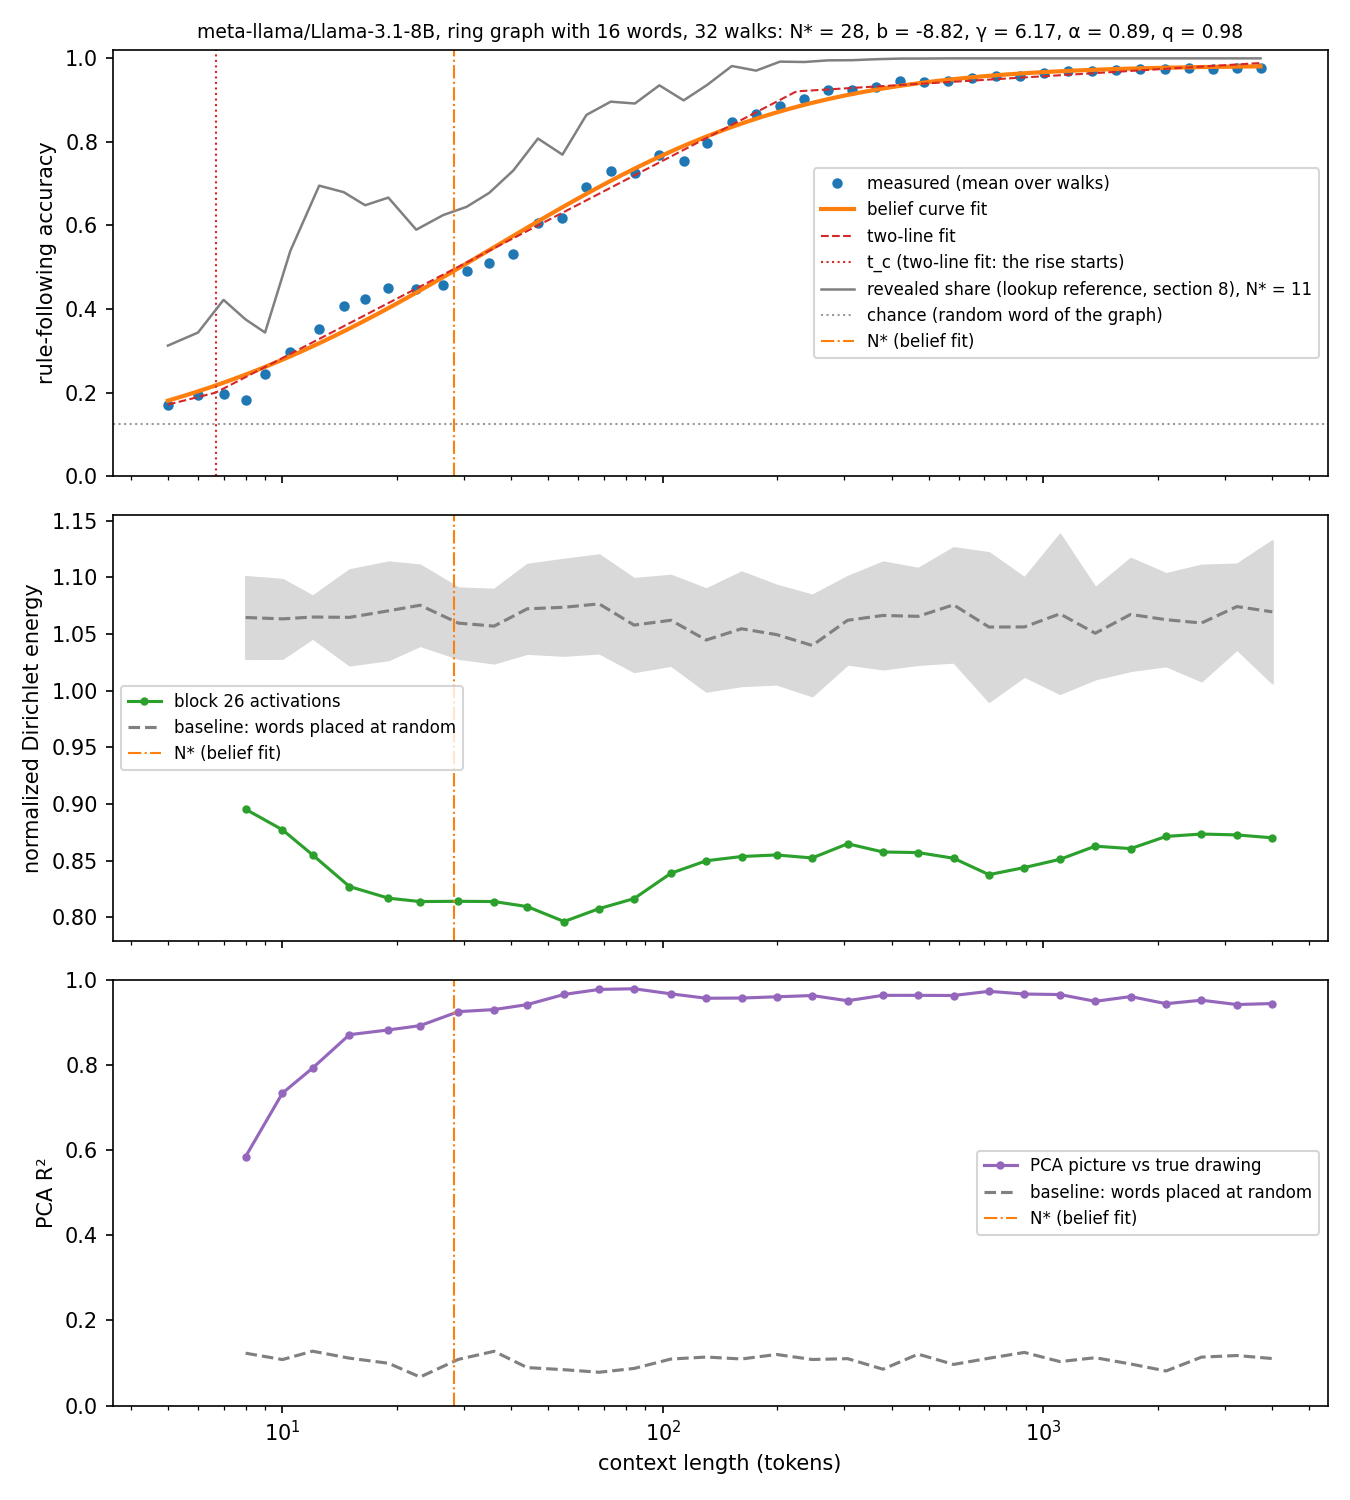 meta-llama/Llama-3.1-8B, ring graph with 16 words, 32 walks: N* = 28, b = -8.82, γ = 6.17, α = 0.89, q = 0.98
rule-following accuracy
1.0
0.8
0.6
0.4
0.2
0.0
measured (mean over walks)
belief curve fit
two-line fit
t_c (two-line fit: the rise starts)
revealed share (lookup reference, section 8), N* = 11
chance (random word of the graph)
N* (belief fit)
normalized Dirichlet energy
1.15
1.10
1.05
1.00
0.95
0.90
0.85
0.80
block 26 activations
baseline: words placed at random
N* (belief fit)
PCA R²
1.0
0.8
0.6
0.4
0.2
0.0
PCA picture vs true drawing
baseline: words placed at random
N* (belief fit)
10¹
10²
10³
context length (tokens)